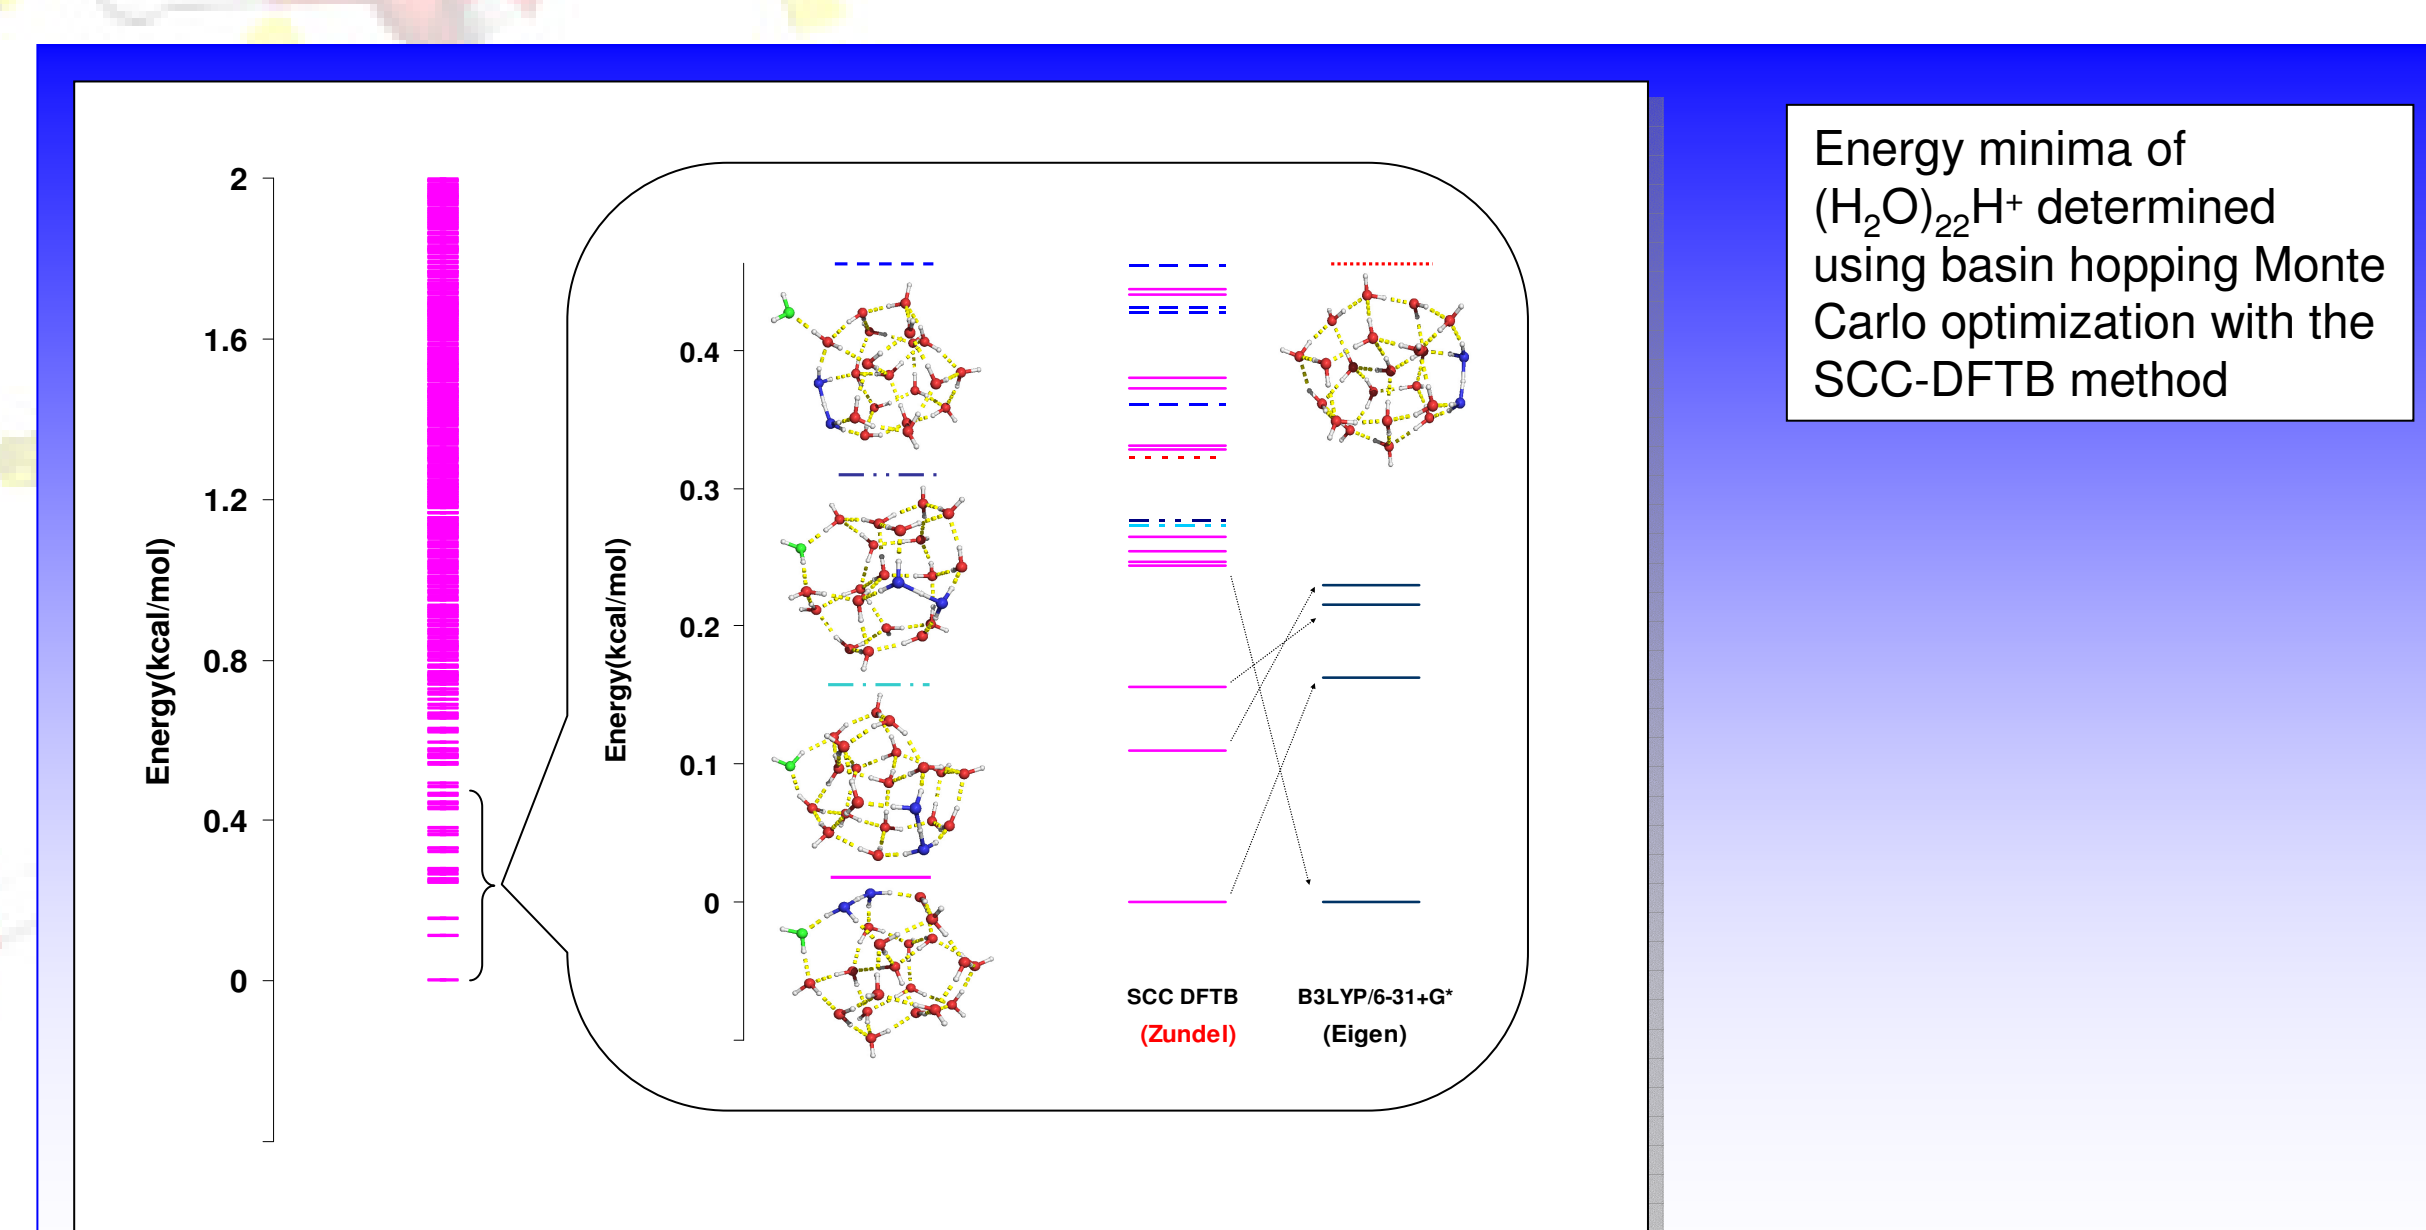 Energy minima of
(H₂O)₂₂H⁺ determined
using basin hopping Monte
Carlo optimization with the
SCC-DFTB method
Energy(kcal/mol)
2
1.6
1.2
0.8
0.4
0
Energy(kcal/mol)
0.4
0.3
0.2
0.1
0
SCC DFTB
(Zundel)
B3LYP/6-31+G*
(Eigen)